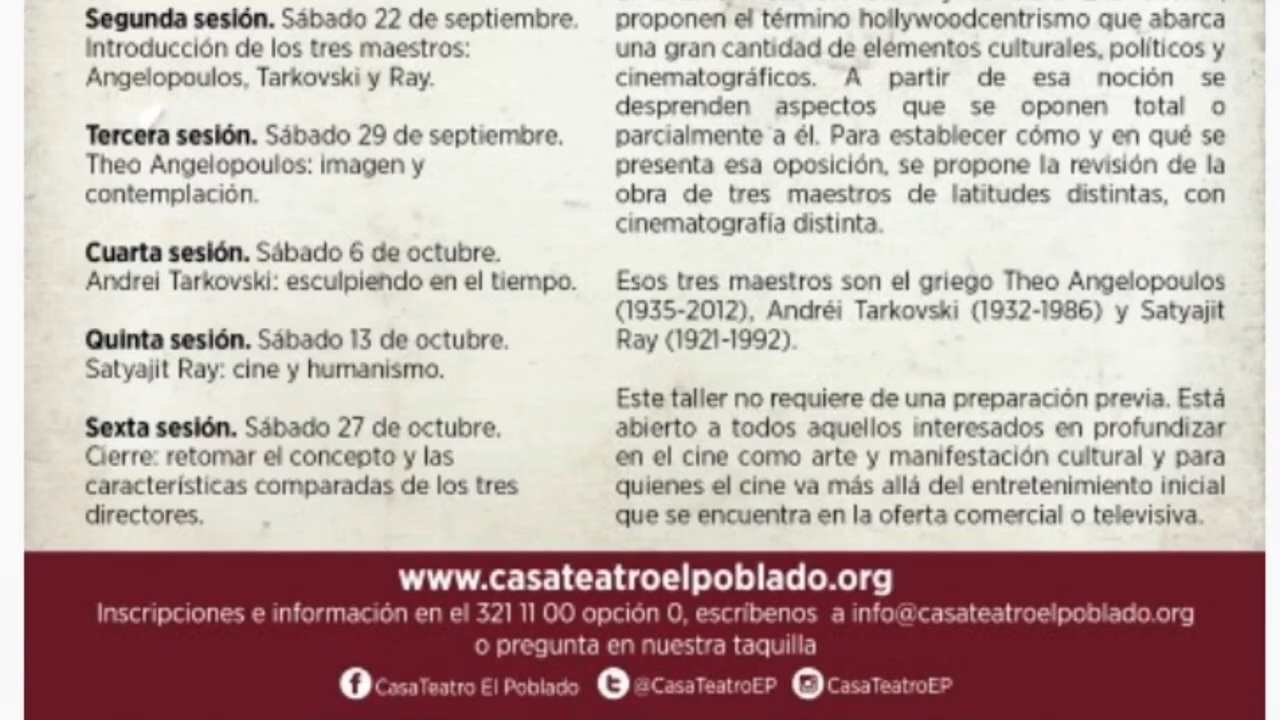 Segunda sesión. Sábado 22 de septiembre.
Introducción de los tres maestros:
Angelopoulos, Tarkovski y Ray.
Tercera sesión. Sábado 29 de septiembre.
Theo Angelopoulos: imagen y
contemplación.
Cuarta sesión. Sábado 6 de octubre.
Andrei Tarkovski: esculpiendo en el tiempo.
Quinta sesión. Sábado 13 de octubre.
Satyajit Ray: cine y humanismo.
Sexta sesión. Sábado 27 de octubre.
Cierre: retomar el concepto y las
características comparadas de los tres
directores.
proponen el término hollywoodcentrismo que abarca
una gran cantidad de elementos culturales, políticos y
cinematográficos. A partir de esa noción se
desprenden aspectos que se oponen total o
parcialmente a él. Para establecer cómo y en qué se
presenta esa oposición, se propone la revisión de la
obra de tres maestros de latitudes distintas, con
cinematografía distinta.
Esos tres maestros son el griego Theo Angelopoulos
(1935-2012), Andréi Tarkovski (1932-1986) y Satyajit
Ray (1921-1992).
Este taller no requiere de una preparación previa. Está
abierto a todos aquellos interesados en profundizar
en el cine como arte y manifestación cultural y para
quienes el cine va más allá del entretenimiento inicial
que se encuentra en la oferta comercial o televisiva.
www.casateatroelpoblado.org
Inscripciones e información en el 321 11 00 opción 0, escríbenos a info@casateatroelpoblado.org
o pregunta en nuestra taquilla
CasaTeatro El Poblado @CasaTeatroEP CasaTeatroEP